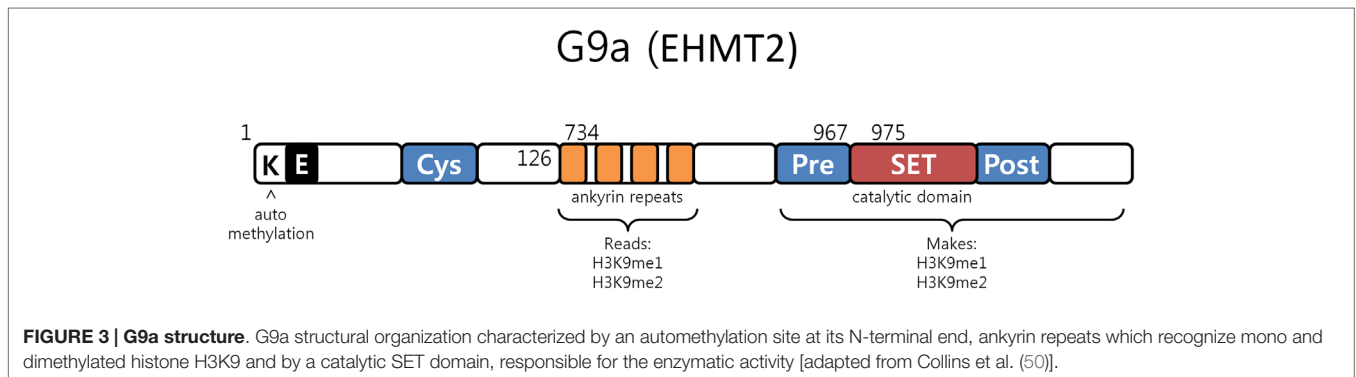 G9a (EHMT2)
1 734 967 975
K E Cys 126 Pre SET Post
^ ankyrin repeats catalytic domain
auto
methylation
Reads:
H3K9me1
H3K9me2
Makes:
H3K9me1
H3K9me2
FIGURE 3 | G9a structure. G9a structural organization characterized by an automethylation site at its N-terminal end, ankyrin repeats which recognize mono and
dimethylated histone H3K9 and by a catalytic SET domain, responsible for the enzymatic activity [adapted from Collins et al. (50)].